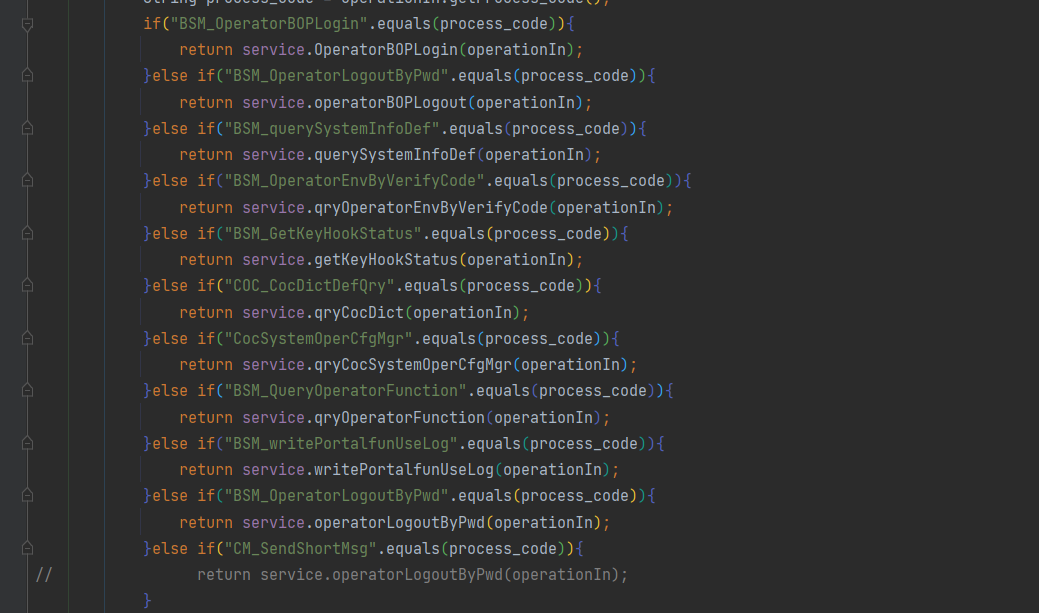 String process_code = operationIn.getProcess_code();
if("BSM_OperatorBOPLogin".equals(process_code)){
return service.OperatorBOPLogin(operationIn);
}else if("BSM_OperatorLogoutByPwd".equals(process_code)){
return service.operatorBOPLogout(operationIn);
}else if("BSM_querySystemInfoDef".equals(process_code)){
return service.querySystemInfoDef(operationIn);
}else if("BSM_OperatorEnvByVerifyCode".equals(process_code)){
return service.qryOperatorEnvByVerifyCode(operationIn);
}else if("BSM_GetKeyHookStatus".equals(process_code)){
return service.getKeyHookStatus(operationIn);
}else if("COC_CocDictDefQry".equals(process_code)){
return service.qryCocDict(operationIn);
}else if("CocSystemOperCfgMgr".equals(process_code)){
return service.qryCocSystemOperCfgMgr(operationIn);
}else if("BSM_QueryOperatorFunction".equals(process_code)){
return service.qryOperatorFunction(operationIn);
}else if("BSM_writePortalfunUseLog".equals(process_code)){
return service.writePortalfunUseLog(operationIn);
}else if("BSM_OperatorLogoutByPwd".equals(process_code)){
return service.operatorLogoutByPwd(operationIn);
}else if("CM_SendShortMsg".equals(process_code)){
// return service.operatorLogoutByPwd(operationIn);
}